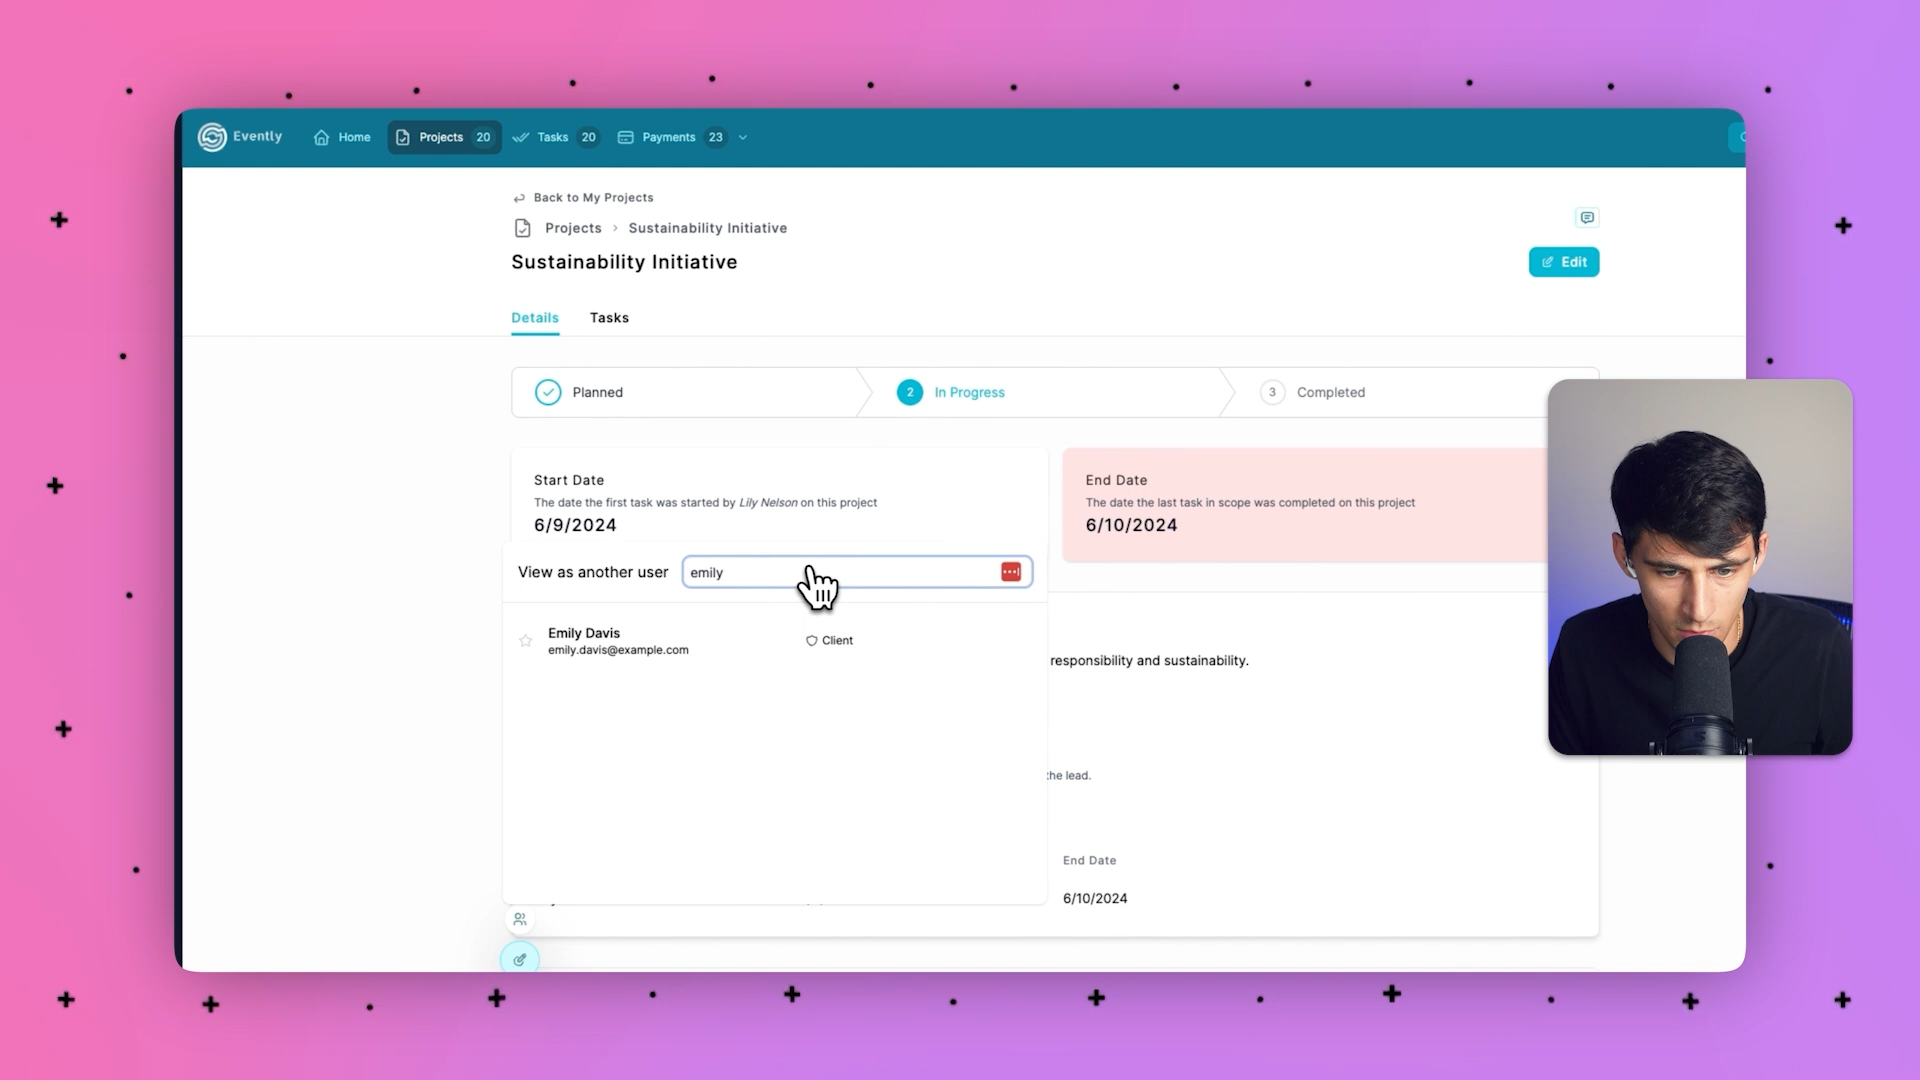 Evently Home Projects 20 Tasks 20 Payments 23
Back to My Projects
Projects > Sustainability Initiative
Sustainability Initiative
Edit
Details Tasks
Planned 2 In Progress 3 Completed
Start Date
The date the first task was started by Lily Nelson on this project
6/9/2024
End Date
The date the last task in scope was completed on this project
6/10/2024
View as another user emily
Emily Davis
emily.davis@example.com
Client
responsibility and sustainability.
the lead.
End Date
6/10/2024